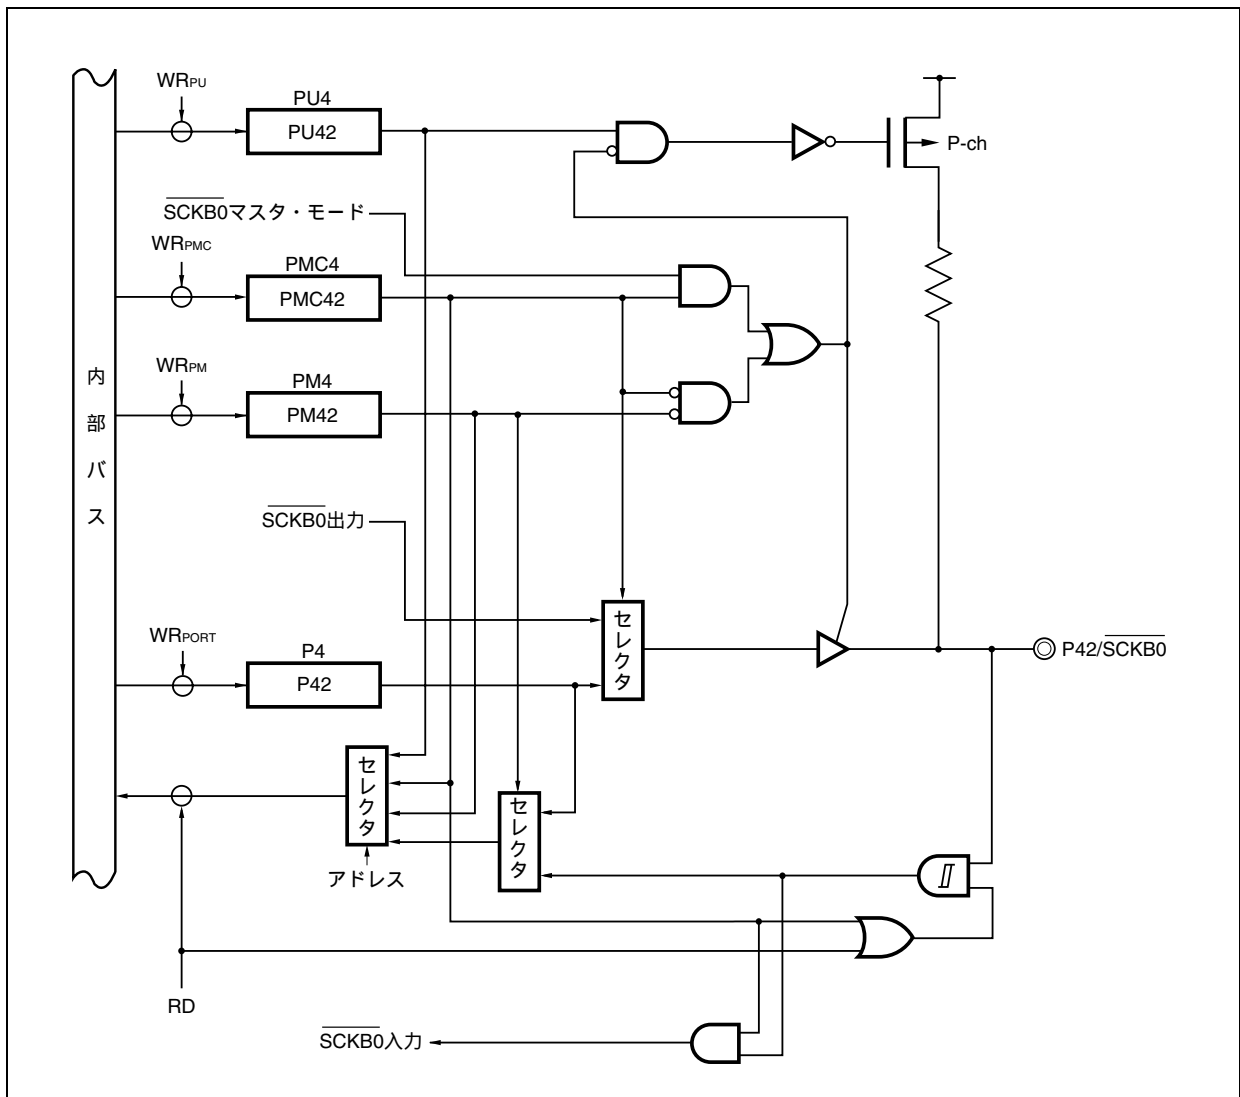 WRPU
PU4
PU42
P-ch
SCKB0マスタ・モード
WRPMC
PMC4
PMC42
WRPM
PM4
PM42
内部バス
SCKB0出力
セレクタ
WRPORT
P4
P42
P42/SCKB0
セレクタ
セレクタ
アドレス
RD
SCKB0入力